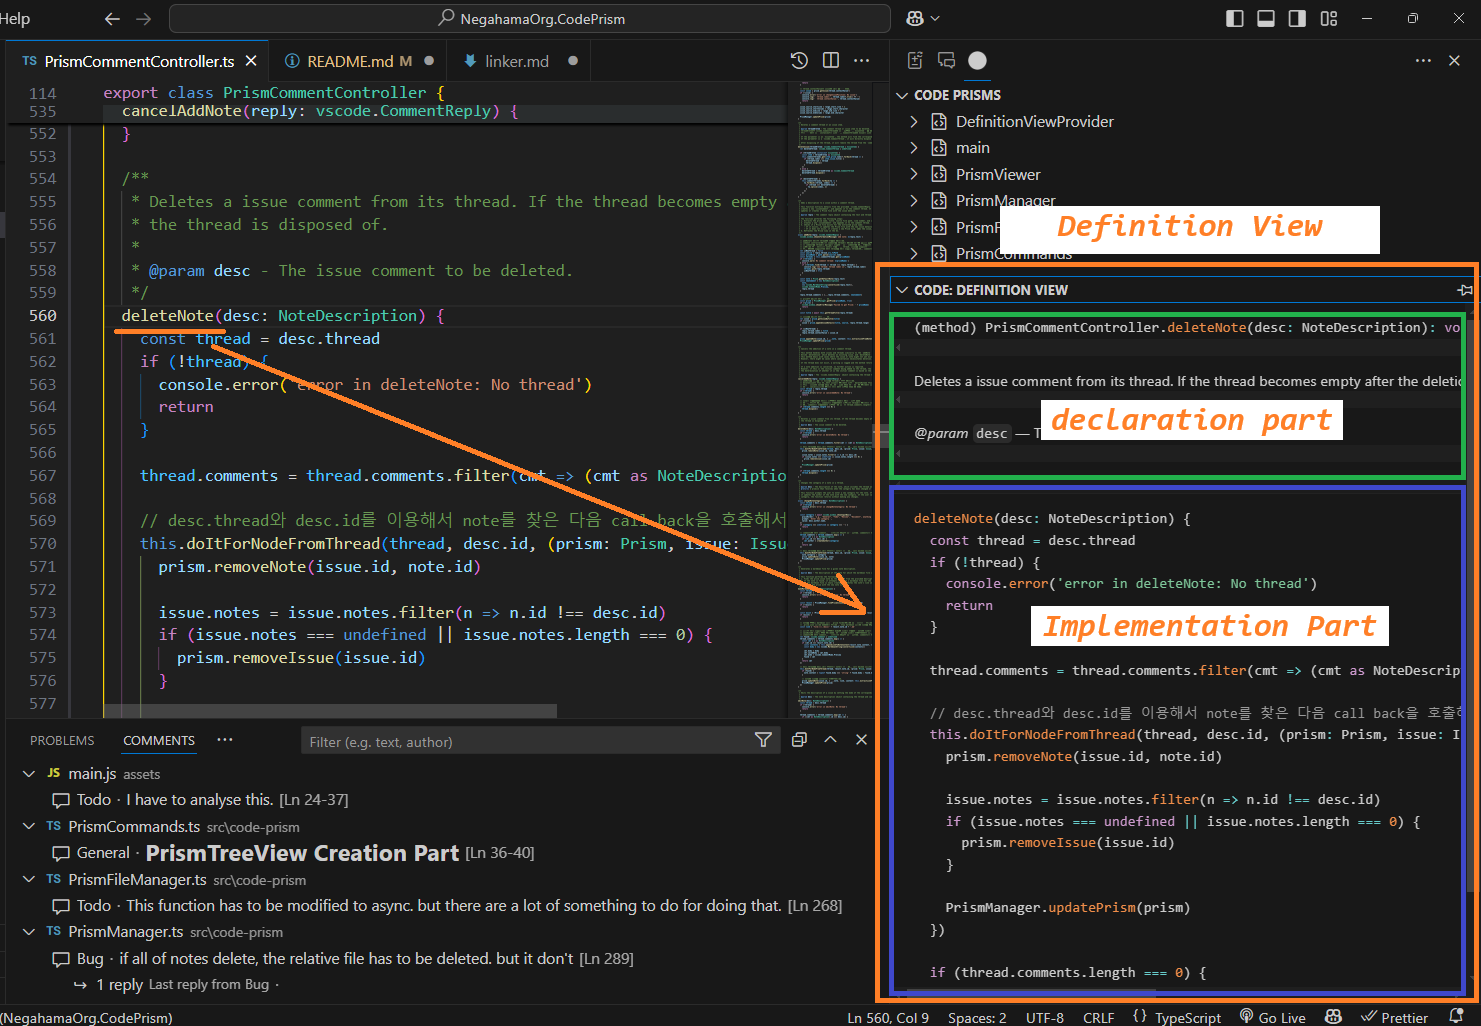 Help
NegahamaOrg.CodePrism
TS PrismCommentController.ts
README.md M
linker.md
114 export class PrismCommentController {
535 cancelAddNote(reply: vscode.CommentReply) {
552 }
553
554 /**
555 * Deletes a issue comment from its thread. If the thread becomes empty
556 * the thread is disposed of.
557 *
558 * @param desc - The issue comment to be deleted.
559 */
560 deleteNote(desc: NoteDescription) {
561 const thread = desc.thread
562 if (!thread) {
563 console.error('error in deleteNote: No thread')
564 return
565 }
566
567 thread.comments = thread.comments.filter(cmt => (cmt as NoteDescription
568
569 // desc.thread와 desc.id를 이용해서 note를 찾은 다음 call back을 호출해서
570 this.doItForNodeFromThread(thread, desc.id, (prism: Prism, issue: Issu
571 prism.removeNote(issue.id, note.id)
572
573 issue.notes = issue.notes.filter(n => n.id !== desc.id)
574 if (issue.notes === undefined || issue.notes.length === 0) {
575 prism.removeIssue(issue.id)
576 }
577
CODE PRISMS
DefinitionViewProvider
main
PrismViewer
PrismManager
PrismF
PrismCommands
Definition View
CODE: DEFINITION VIEW
(method) PrismCommentController.deleteNote(desc: NoteDescription): vo
Deletes a issue comment from its thread. If the thread becomes empty after the deletic
@param desc — T
declaration part
deleteNote(desc: NoteDescription) {
const thread = desc.thread
if (!thread) {
console.error('error in deleteNote: No thread')
return
}
Implementation Part
thread.comments = thread.comments.filter(cmt => (cmt as NoteDescrip
// desc.thread와 desc.id를 이용해서 note를 찾은 다음 call back을 호출
this.doItForNodeFromThread(thread, desc.id, (prism: Prism, issue: I
prism.removeNote(issue.id, note.id)
issue.notes = issue.notes.filter(n => n.id !== desc.id)
if (issue.notes === undefined || issue.notes.length === 0) {
prism.removeIssue(issue.id)
}
PrismManager.updatePrism(prism)
})
if (thread.comments.length === 0) {
PROBLEMS COMMENTS
Filter (e.g. text, author)
JS main.js assets
Todo · I have to analyse this. [Ln 24-37]
TS PrismCommands.ts src\code-prism
General · PrismTreeView Creation Part [Ln 36-40]
TS PrismFileManager.ts src\code-prism
Todo · This function has to be modified to async. but there are a lot of something to do for doing that. [Ln 268]
TS PrismManager.ts src\code-prism
Bug · if all of notes delete, the relative file has to be deleted. but it don't [Ln 289]
1 reply Last reply from Bug ·
(NegahamaOrg.CodePrism)
Ln 560, Col 9 Spaces: 2 UTF-8 CRLF {} TypeScript Go Live Prettier